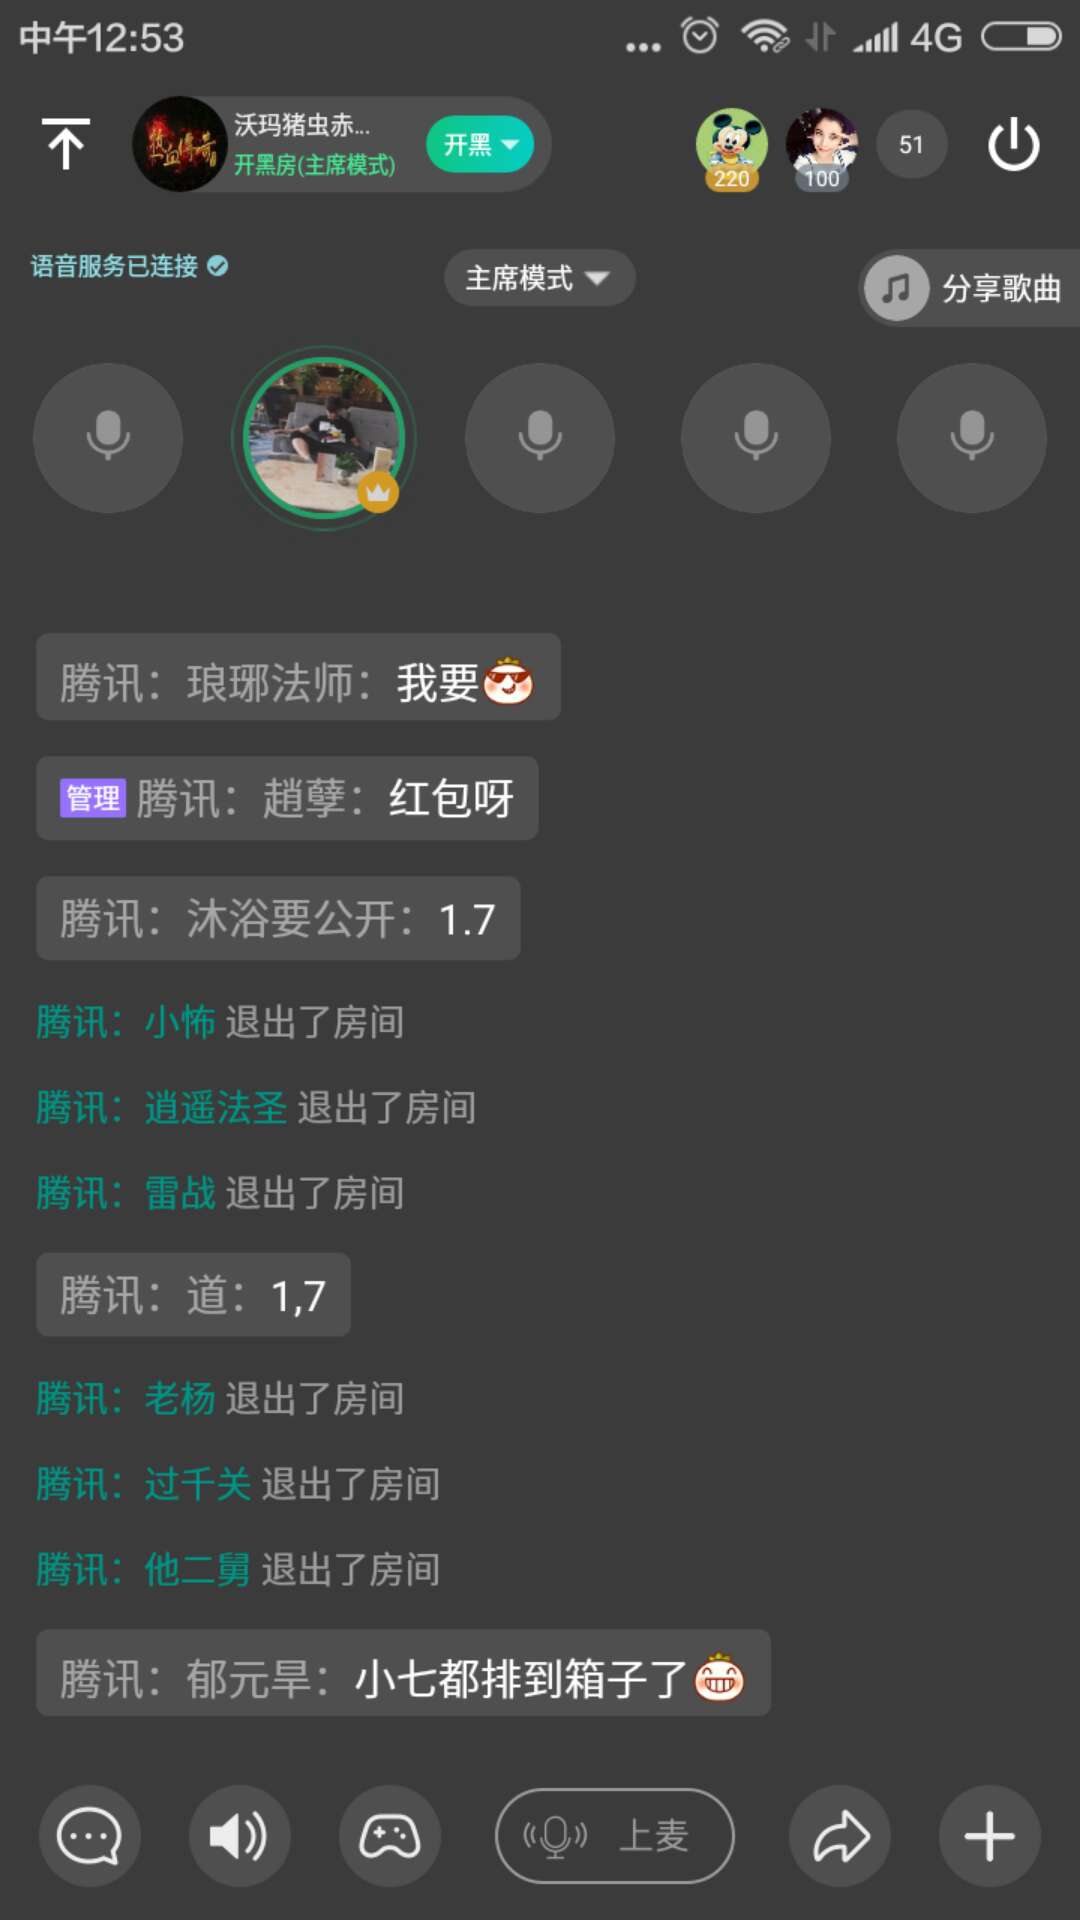 中午12:53
4G
热血传奇
沃玛猪虫赤...
开黑房(主席模式)
开黑
220
100
51
语音服务已连接
主席模式
分享歌曲
腾讯：琅琊法师：我要
管理 腾讯：趙孽：红包呀
腾讯：沐浴要公开：1.7
腾讯：小怖 退出了房间
腾讯：逍遥法圣 退出了房间
腾讯：雷战 退出了房间
腾讯：道：1,7
腾讯：老杨 退出了房间
腾讯：过千关 退出了房间
腾讯：他二舅 退出了房间
腾讯：郁元旱：小七都排到箱子了
上麦